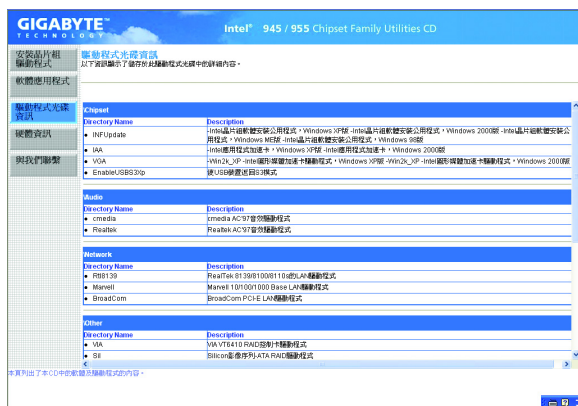 GIGABYTE™
TECHNOLOGY
Intel® 945 / 955 Chipset Family Utilities CD
安裝晶片組
驅動程式
軟體應用程式
驅動程式光碟
資訊
硬體資訊
與我們聯繫
驅動程式光碟資訊
以下資訊顯示了儲存於此驅動程式光碟中的詳細內容。
\Chipset
Directory Name Description
• INFUpdate -Intel晶片組軟體安裝公用程式，Windows XP版 -Intel晶片組軟體安裝公用程式，Windows 2000版 -Intel晶片組軟體安裝公
用程式，Windows ME版 -Intel晶片組軟體安裝公用程式，Windows 98版
• IAA -Intel應用程式加速卡，Windows XP版 -Intel應用程式加速卡，Windows 2000版
• VGA -Win2k_XP -Intel圖形媒體加速卡驅動程式，Windows XP版 -Win2k_XP -Intel圖形媒體加速卡驅動程式，Windows 2000版
• EnableUSBS3Xp 使USB裝置返回S3模式
\Audio
Directory Name Description
• cmedia cmedia AC'97音效驅動程式
• Realtek Realtek AC'97音效驅動程式
\Network
Directory Name Description
• Rtl8139 RealTek 8139/8100/8110s的LAN驅動程式
• Marvell Marvell 10/100/1000 Base LAN驅動程式
• BroadCom BroadCom PCI-E LAN驅動程式
\Other
Directory Name Description
• VIA VIA VT6410 RAID控制卡驅動程式
• Sil Silicon影像序列-ATA RAID驅動程式
本頁列出了本CD中的軟體及驅動程式的內容。